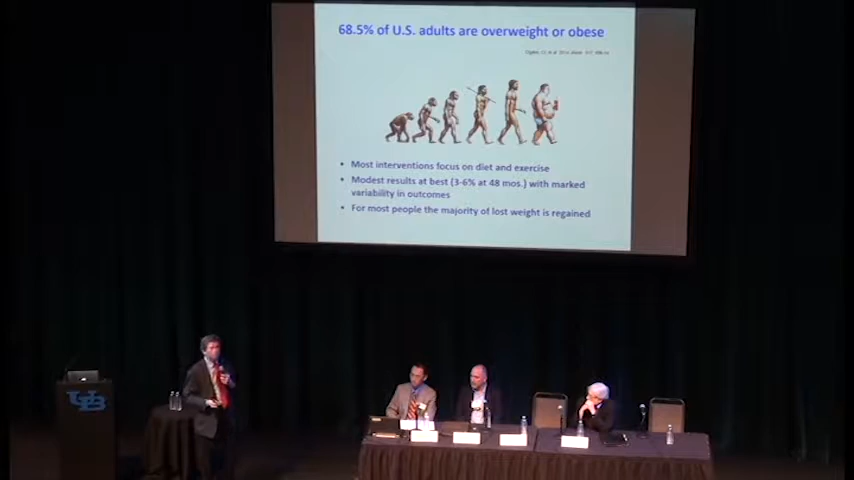 68.5% of U.S. adults are overweight or obese
• Most interventions focus on diet and exercise
• Modest results at best (3-6% at 48 mos.) with marked
variability in outcomes
• For most people the majority of lost weight is regained
UB